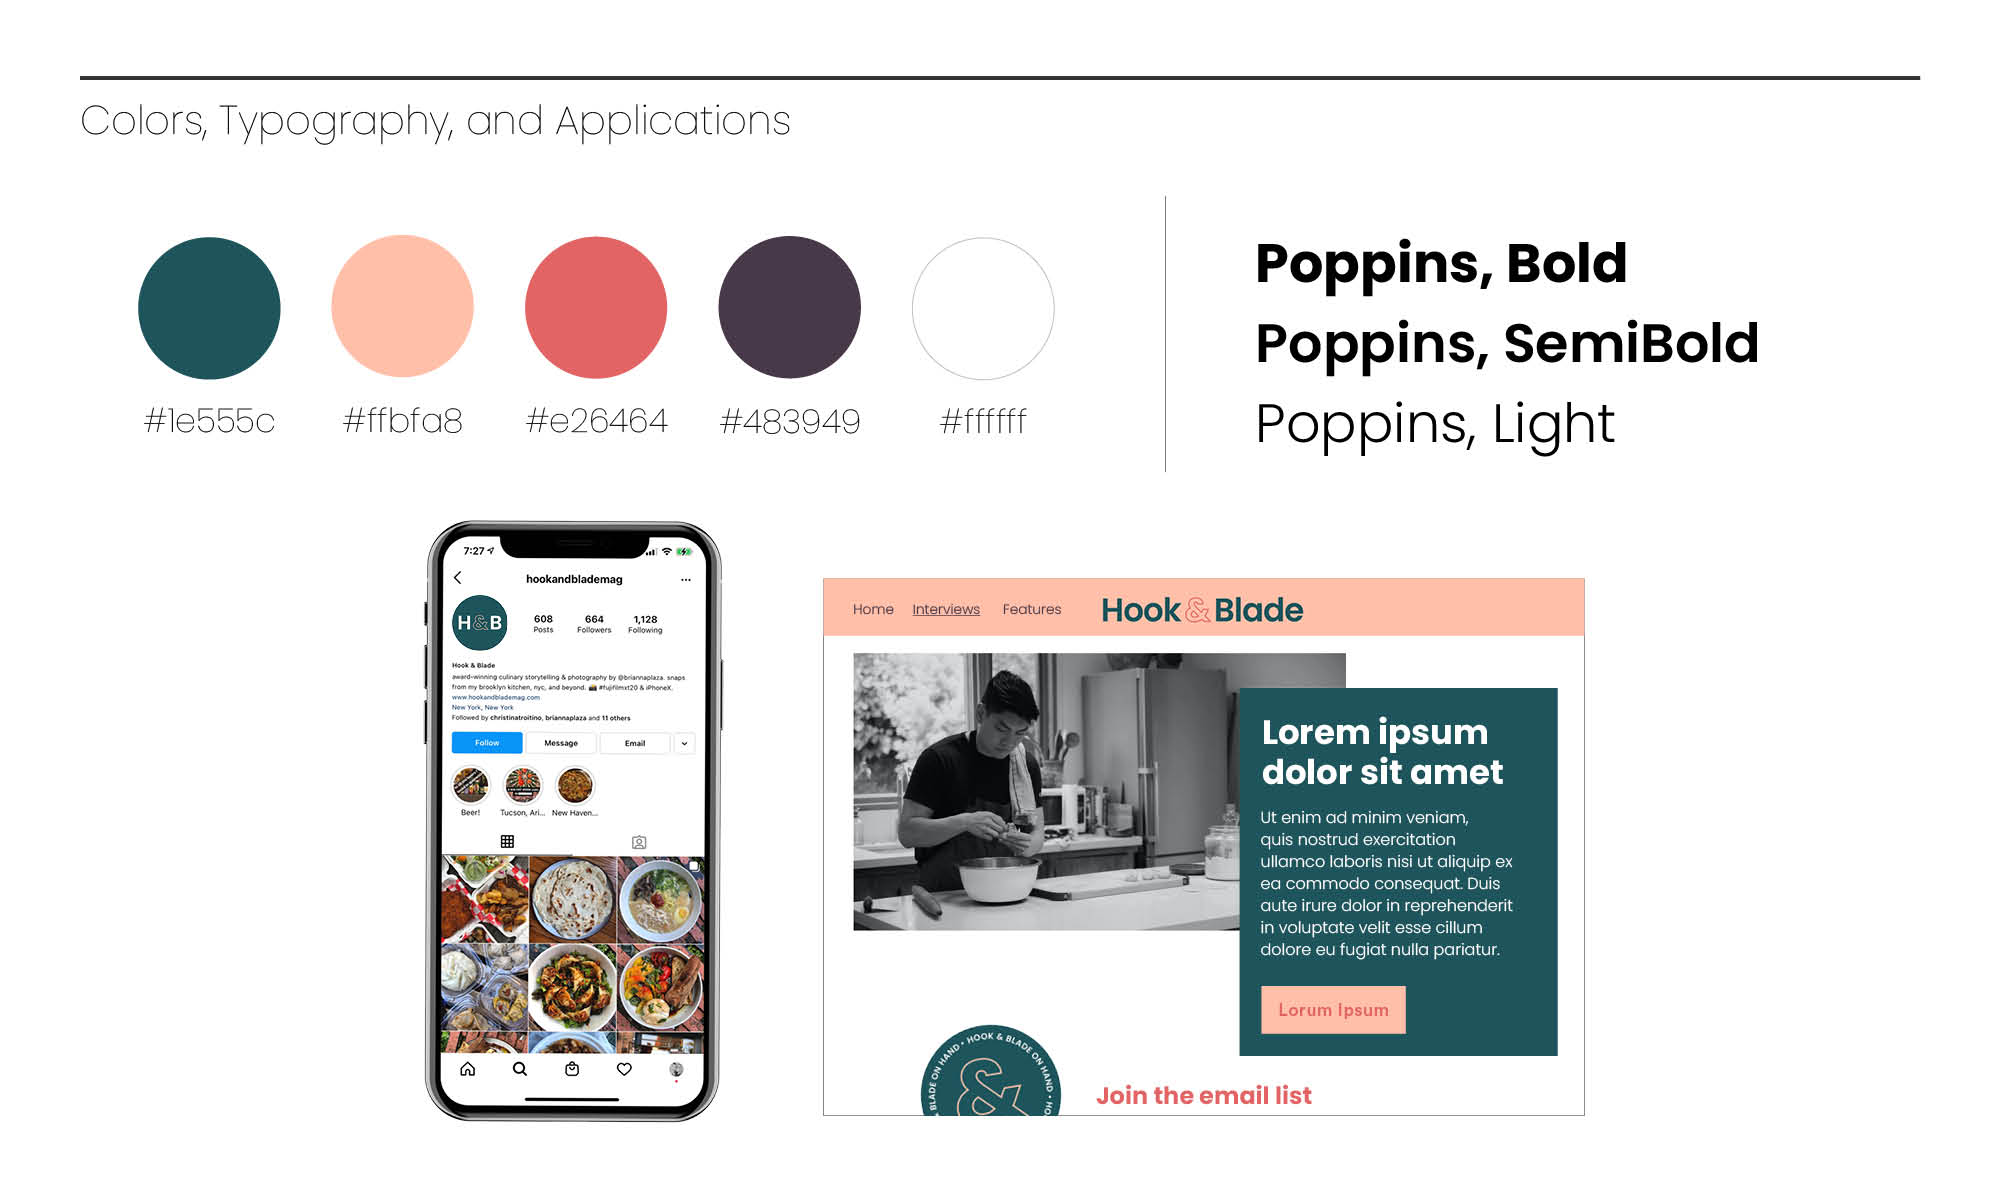 Colors, Typography, and Applications
#1e555c
#ffbfa8
#e26464
#483949
#ffffff
Poppins, Bold
Poppins, SemiBold
Poppins, Light
7:27
hookandblademag
H&B
608
Posts
664
Followers
1,128
Following
Hook & Blade
award-winning culinary storytelling & photography by @briannaplaza. snaps
from my brooklyn kitchen, nyc, and beyond. 📸 #fujifilmxt20 & iPhoneX.
www.hookandblademag.com
New York, New York
Followed by christinatroitino, briannaplaza and 11 others
Follow
Message
Email
Beer!
Tucson, Ari...
New Haven...
Home
Interviews
Features
Hook & Blade
Lorem ipsum
dolor sit amet
Ut enim ad minim veniam,
quis nostrud exercitation
ullamco laboris nisi ut aliquip ex
ea commodo consequat. Duis
aute irure dolor in reprehenderit
in voluptate velit esse cillum
dolore eu fugiat nulla pariatur.
Lorum Ipsum
BLADE ON HAND • HOOK & BLADE ON HAND • HO
&
Join the email list